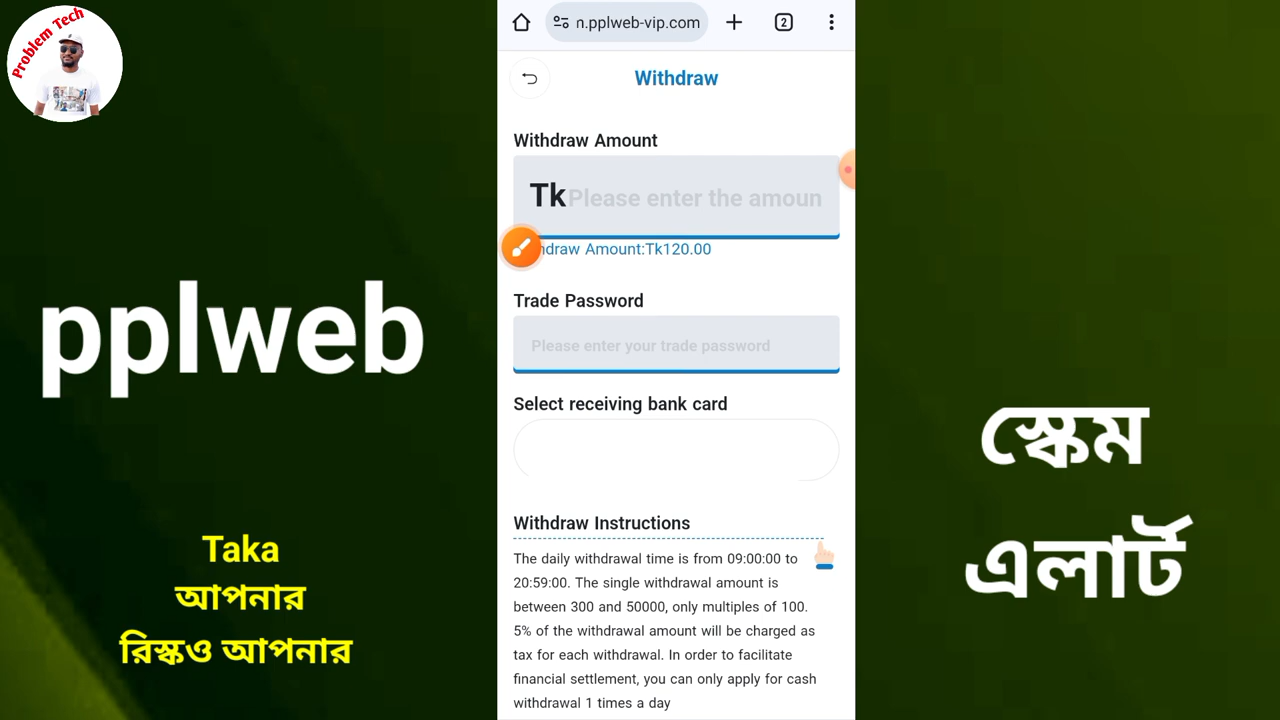 Problem Tech
pplweb
Taka
আপনার
রিস্কও আপনার
n.pplweb-vip.com
2
Withdraw
Withdraw Amount
Tk Please enter the amoun
draw Amount:Tk120.00
Trade Password
Please enter your trade password
Select receiving bank card
Withdraw Instructions
The daily withdrawal time is from 09:00:00 to
20:59:00. The single withdrawal amount is
between 300 and 50000, only multiples of 100.
5% of the withdrawal amount will be charged as
tax for each withdrawal. In order to facilitate
financial settlement, you can only apply for cash
withdrawal 1 times a day
স্কেম
এলার্ট